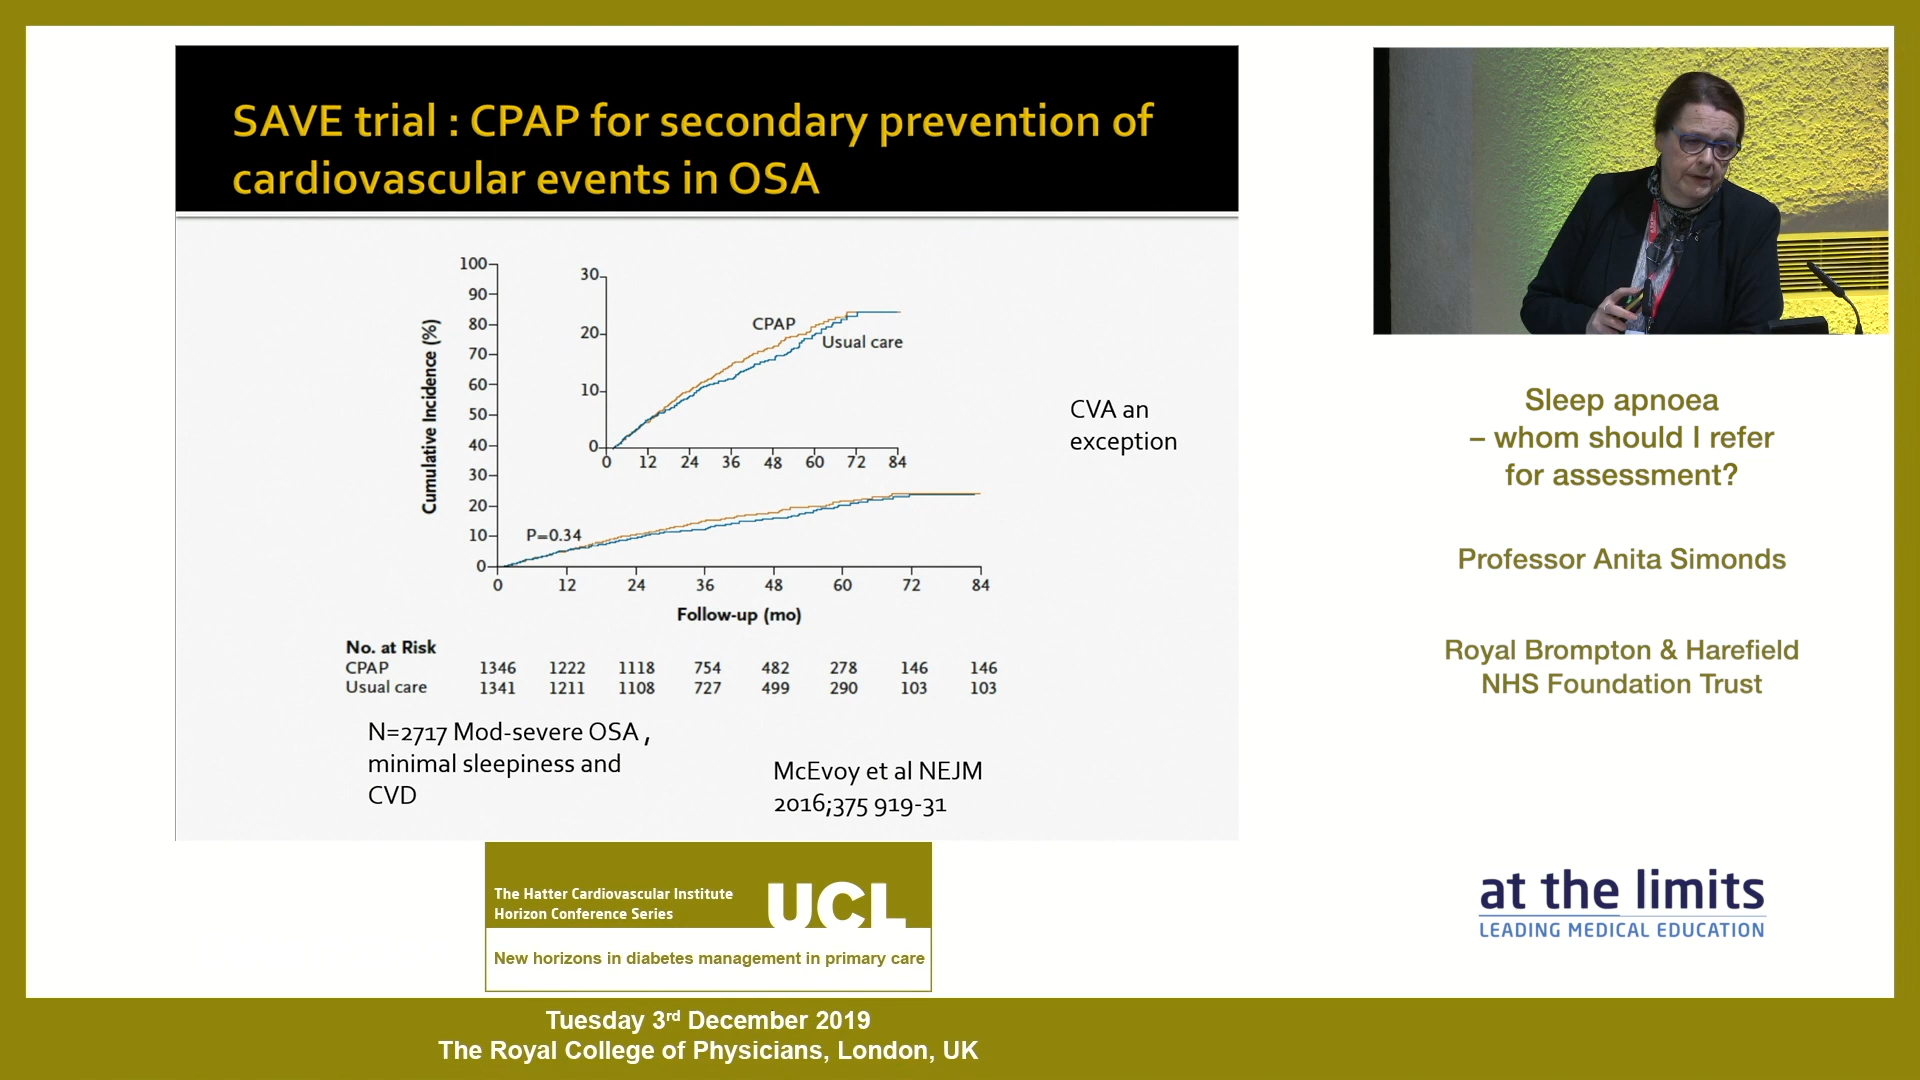 SAVE trial : CPAP for secondary prevention of
cardiovascular events in OSA
Cumulative Incidence (%)
100
90
80
70
60
50
40
30
20
10
0
30
20
10
0
CPAP
Usual care
0 12 24 36 48 60 72 84
P=0.34
0 12 24 36 48 60 72 84
Follow-up (mo)
No. at Risk
CPAP 1346 1222 1118 754 482 278 146 146
Usual care 1341 1211 1108 727 499 290 103 103
CVA an
exception
N=2717 Mod-severe OSA ,
minimal sleepiness and
CVD
McEvoy et al NEJM
2016;375 919-31
Sleep apnoea
– whom should I refer
for assessment?
Professor Anita Simonds
Royal Brompton & Harefield
NHS Foundation Trust
at the limits
LEADING MEDICAL EDUCATION
The Hatter Cardiovascular Institute
Horizon Conference Series
UCL
New horizons in diabetes management in primary care
Tuesday 3rd December 2019
The Royal College of Physicians, London, UK